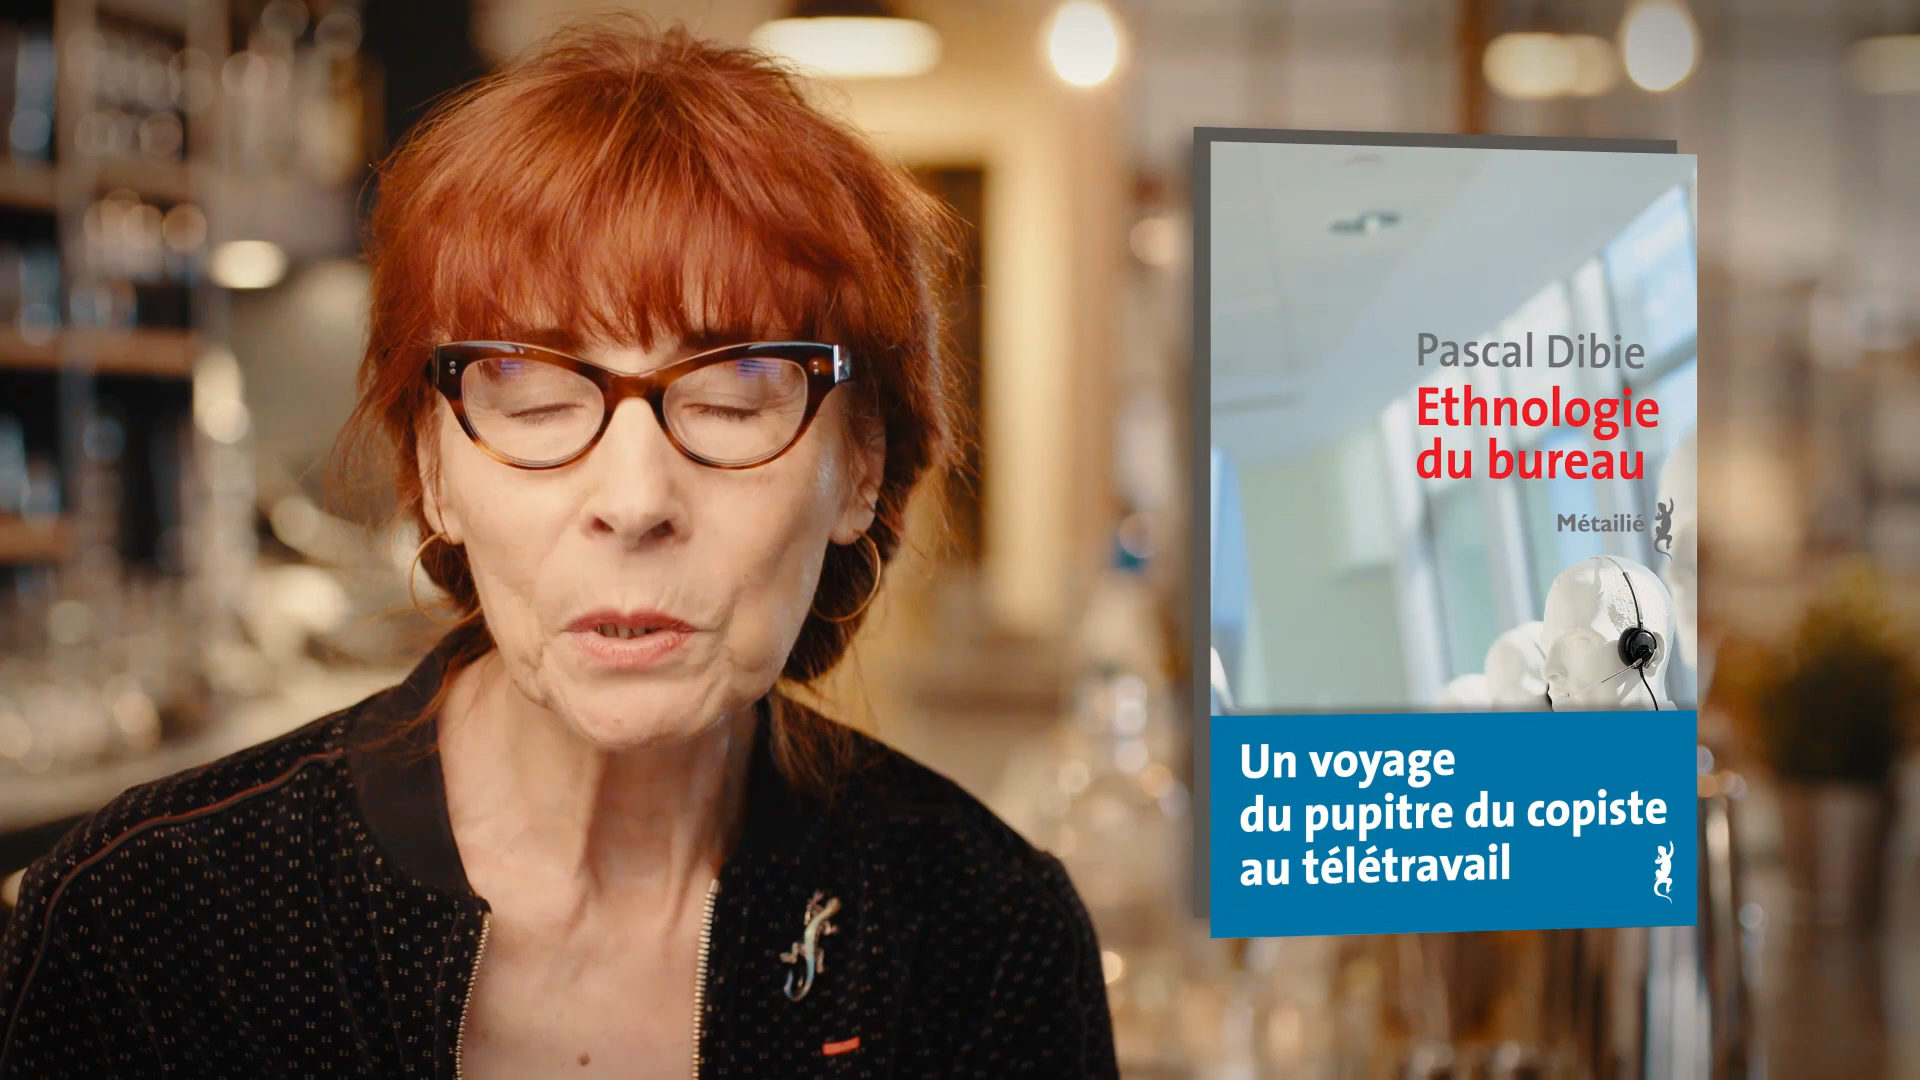 Pascal Dibie
Ethnologie
du bureau
Métailié
Un voyage
du pupitre du copiste
au télétravail